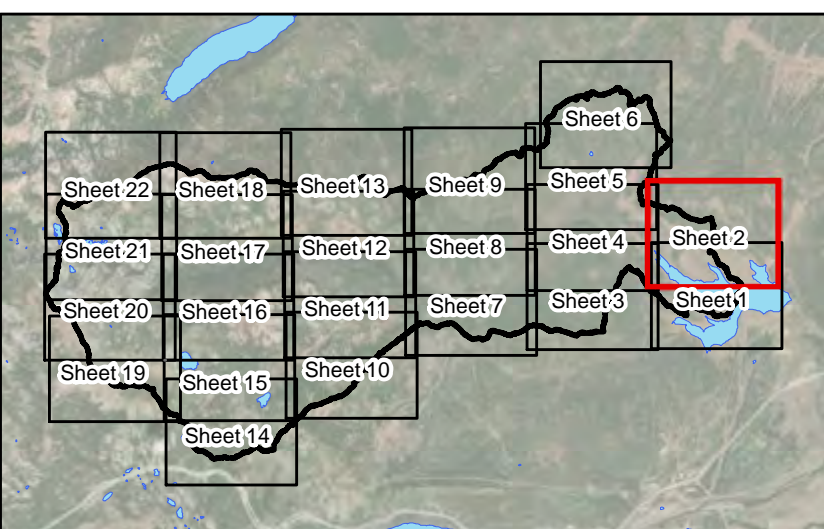 Sheet 6
Sheet 22
Sheet 18
Sheet 13
Sheet 9
Sheet 5
Sheet 21
Sheet 17
Sheet 12
Sheet 8
Sheet 4
Sheet 2
Sheet 20
Sheet 16
Sheet 11
Sheet 7
Sheet 3
Sheet 1
Sheet 19
Sheet 15
Sheet 10
Sheet 14